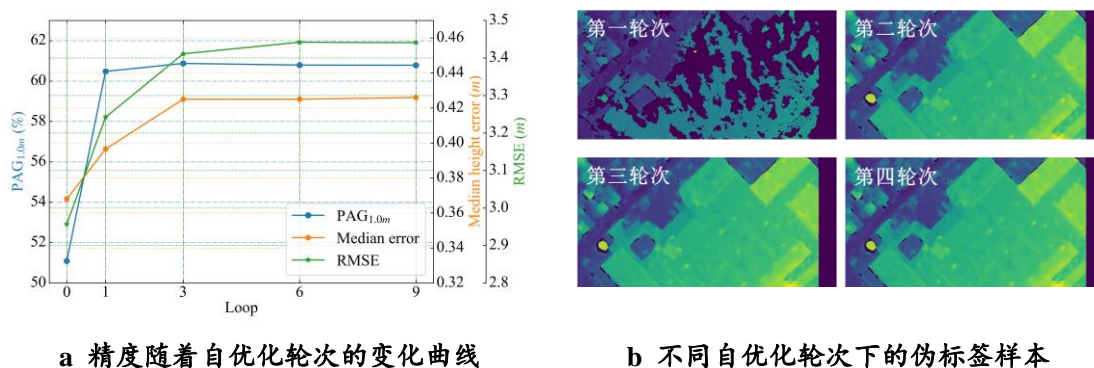 62
60
58
56
54
52
50
PAG1.0m (%)
0
1
3
6
9
Loop
0.46
0.44
0.42
0.40
0.38
0.36
0.34
0.32
Median height error (m)
3.5
3.4
3.3
3.2
3.1
3.0
2.9
2.8
RMSE (m)
PAG1.0m
Median error
RMSE
第一轮次
第二轮次
第三轮次
第四轮次
a 精度随着自优化轮次的变化曲线
b 不同自优化轮次下的伪标签样本